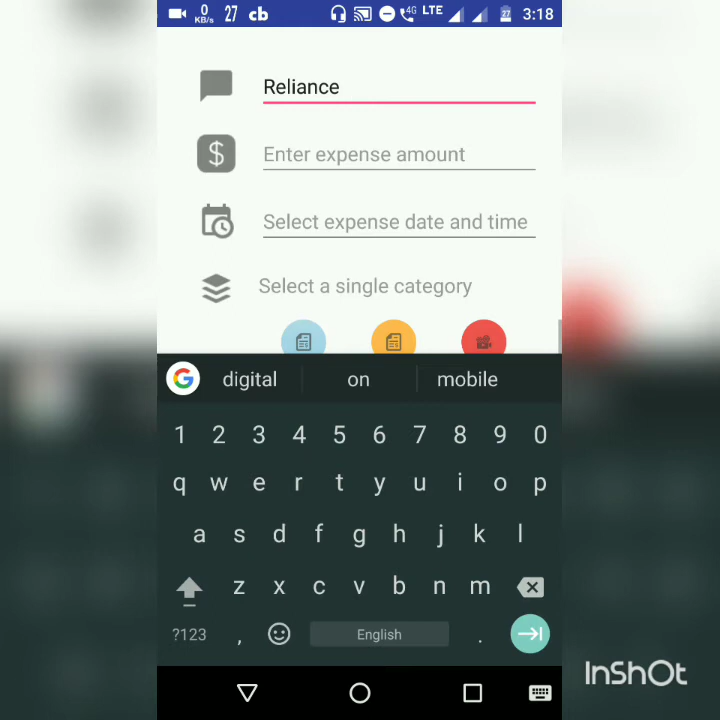 0 KB/s 27 cb 4G LTE 27 3:18
Reliance
$ Enter expense amount
Select expense date and time
Select a single category
G digital on mobile
1 2 3 4 5 6 7 8 9 0
q w e r t y u i o p
a s d f g h j k l
z x c v b n m
?123 , English .
InShOt